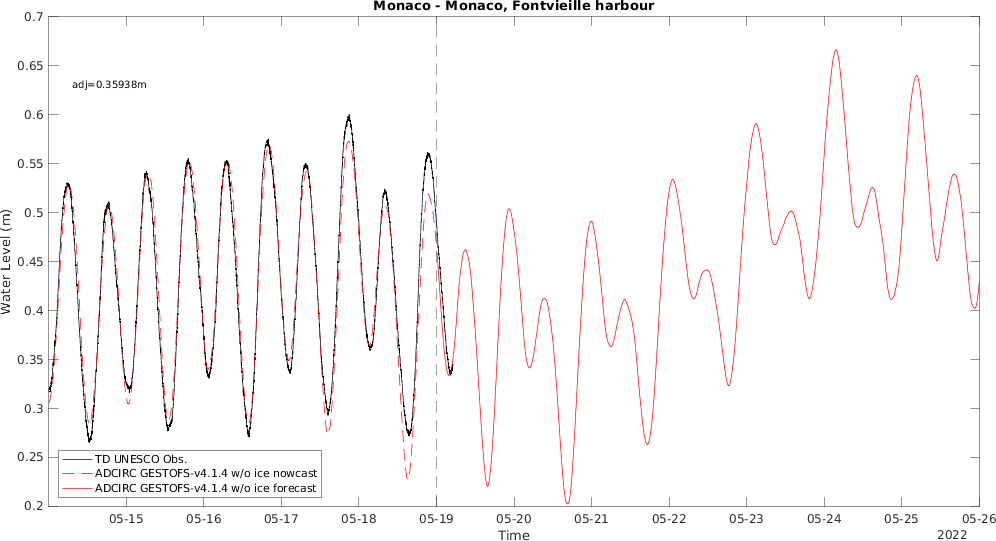 Monaco - Monaco, Fontvieille harbour
0.7
0.65
adj=0.35938m
0.6
0.55
0.5
0.45
Water Level (m)
0.4
0.35
0.3
0.25
0.2
TD UNESCO Obs.
ADCIRC GESTOFS-v4.1.4 w/o ice nowcast
ADCIRC GESTOFS-v4.1.4 w/o ice forecast
05-15 05-16 05-17 05-18 05-19 05-20 05-21 05-22 05-23 05-24 05-25 05-26
Time
2022